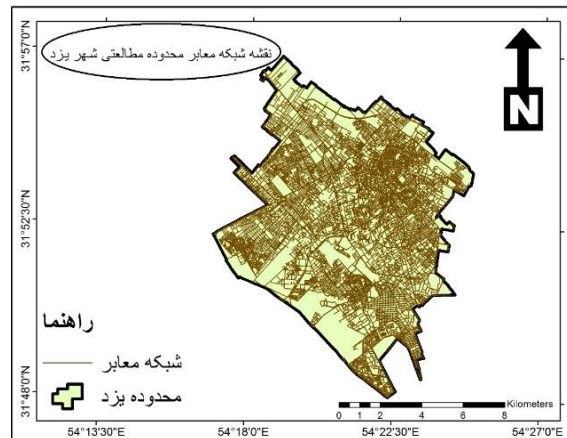 نقشه شبکه معابر محدوده مطالعتی شهر یزد
N
31°57'0"N
31°52'30"N
31°48'0"N
راهنما
شبکه معابر
محدوده یزد
Kilometers
0 1 2 4 6 8
54°13'30"E 54°18'0"E 54°22'30"E 54°27'0"E